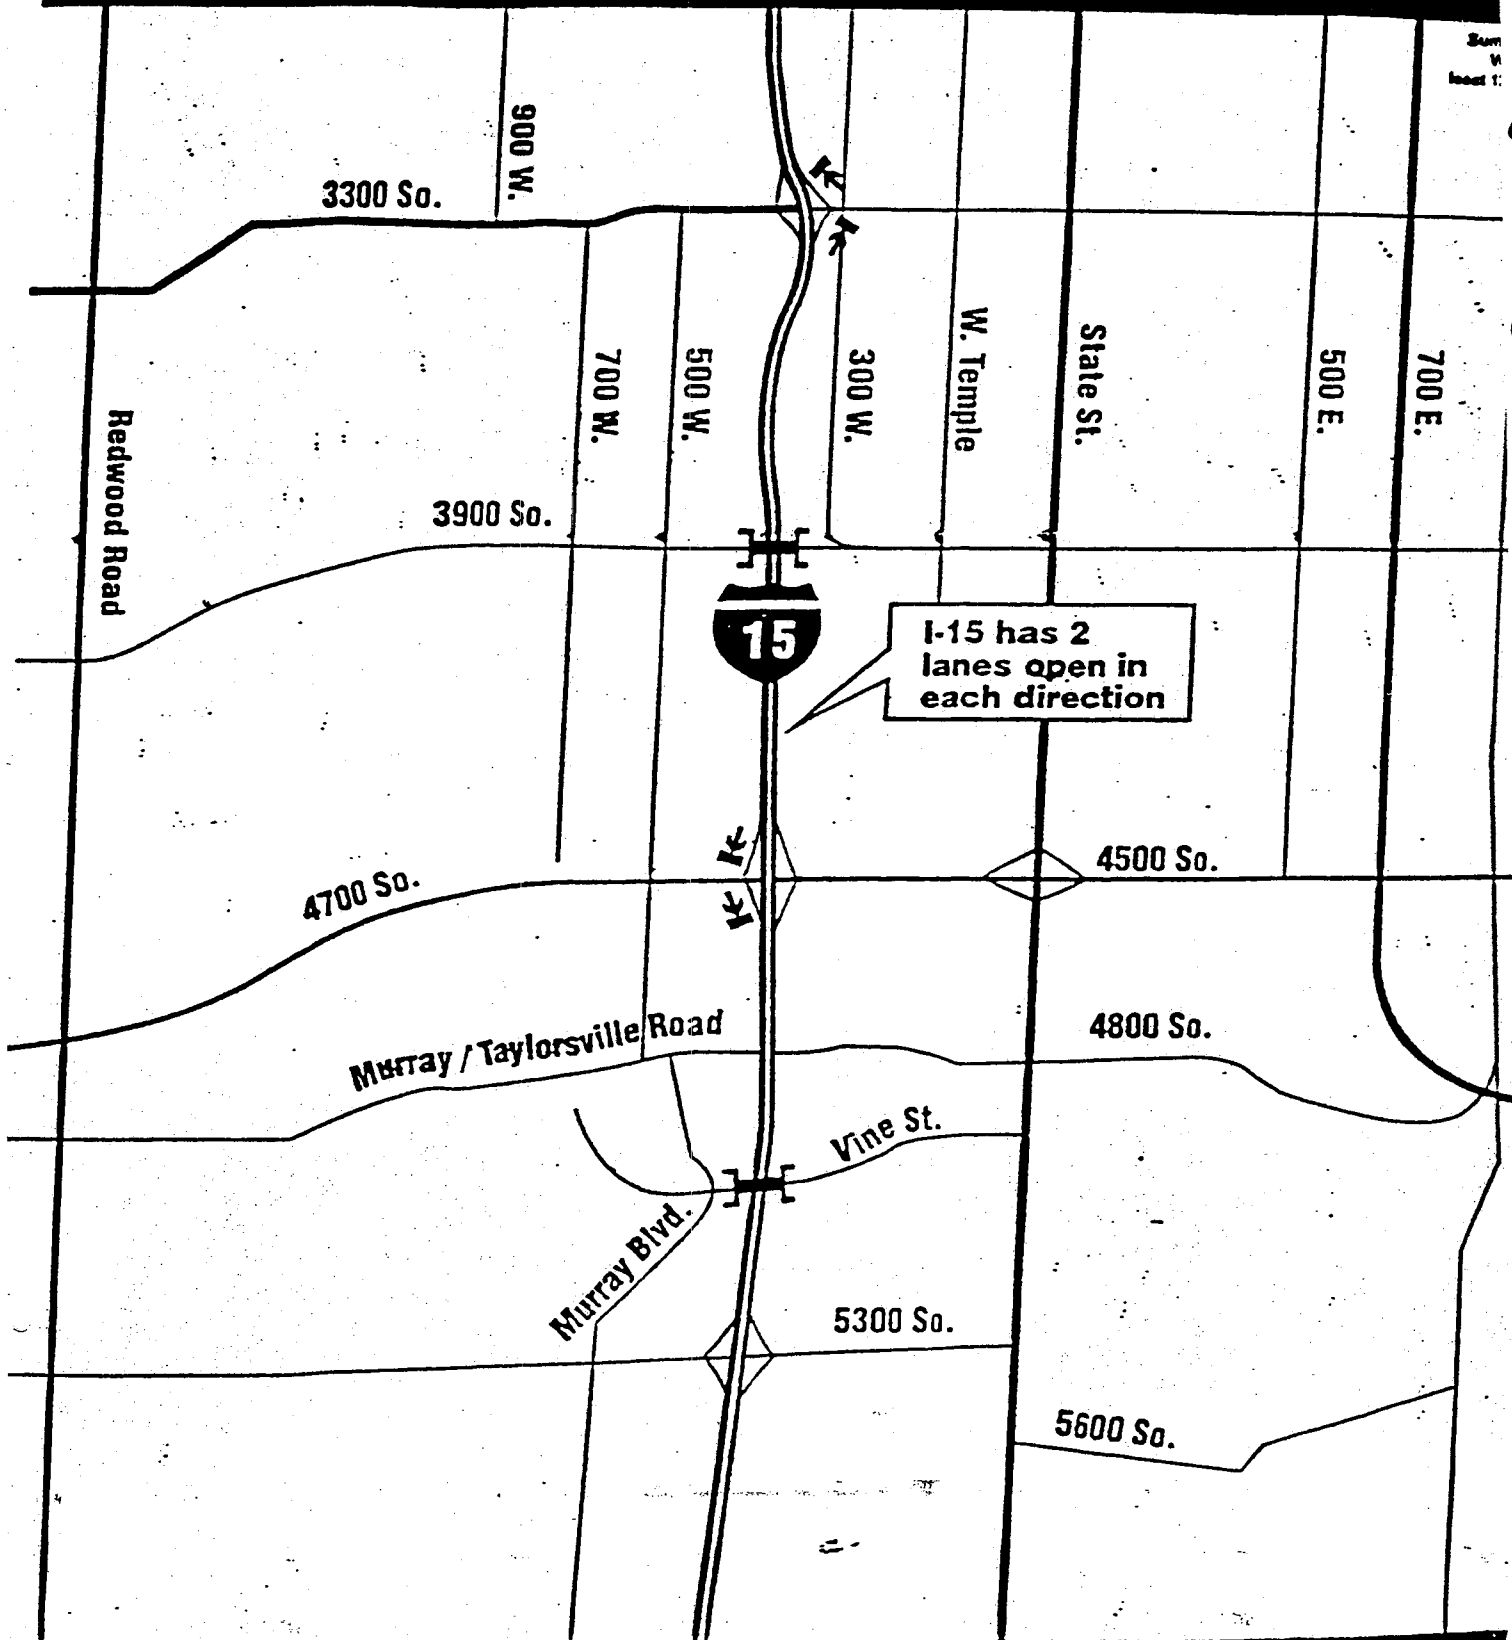 900 W.
3300 So.
Redwood Road
700 W.
500 W.
300 W.
W. Temple
State St.
500 E.
700 E.
3900 So.
15
I-15 has 2
lanes open in
each direction
4700 So.
4500 So.
Murray / Taylorsville Road
4800 So.
Vine St.
Murray Blvd.
5300 So.
5600 So.